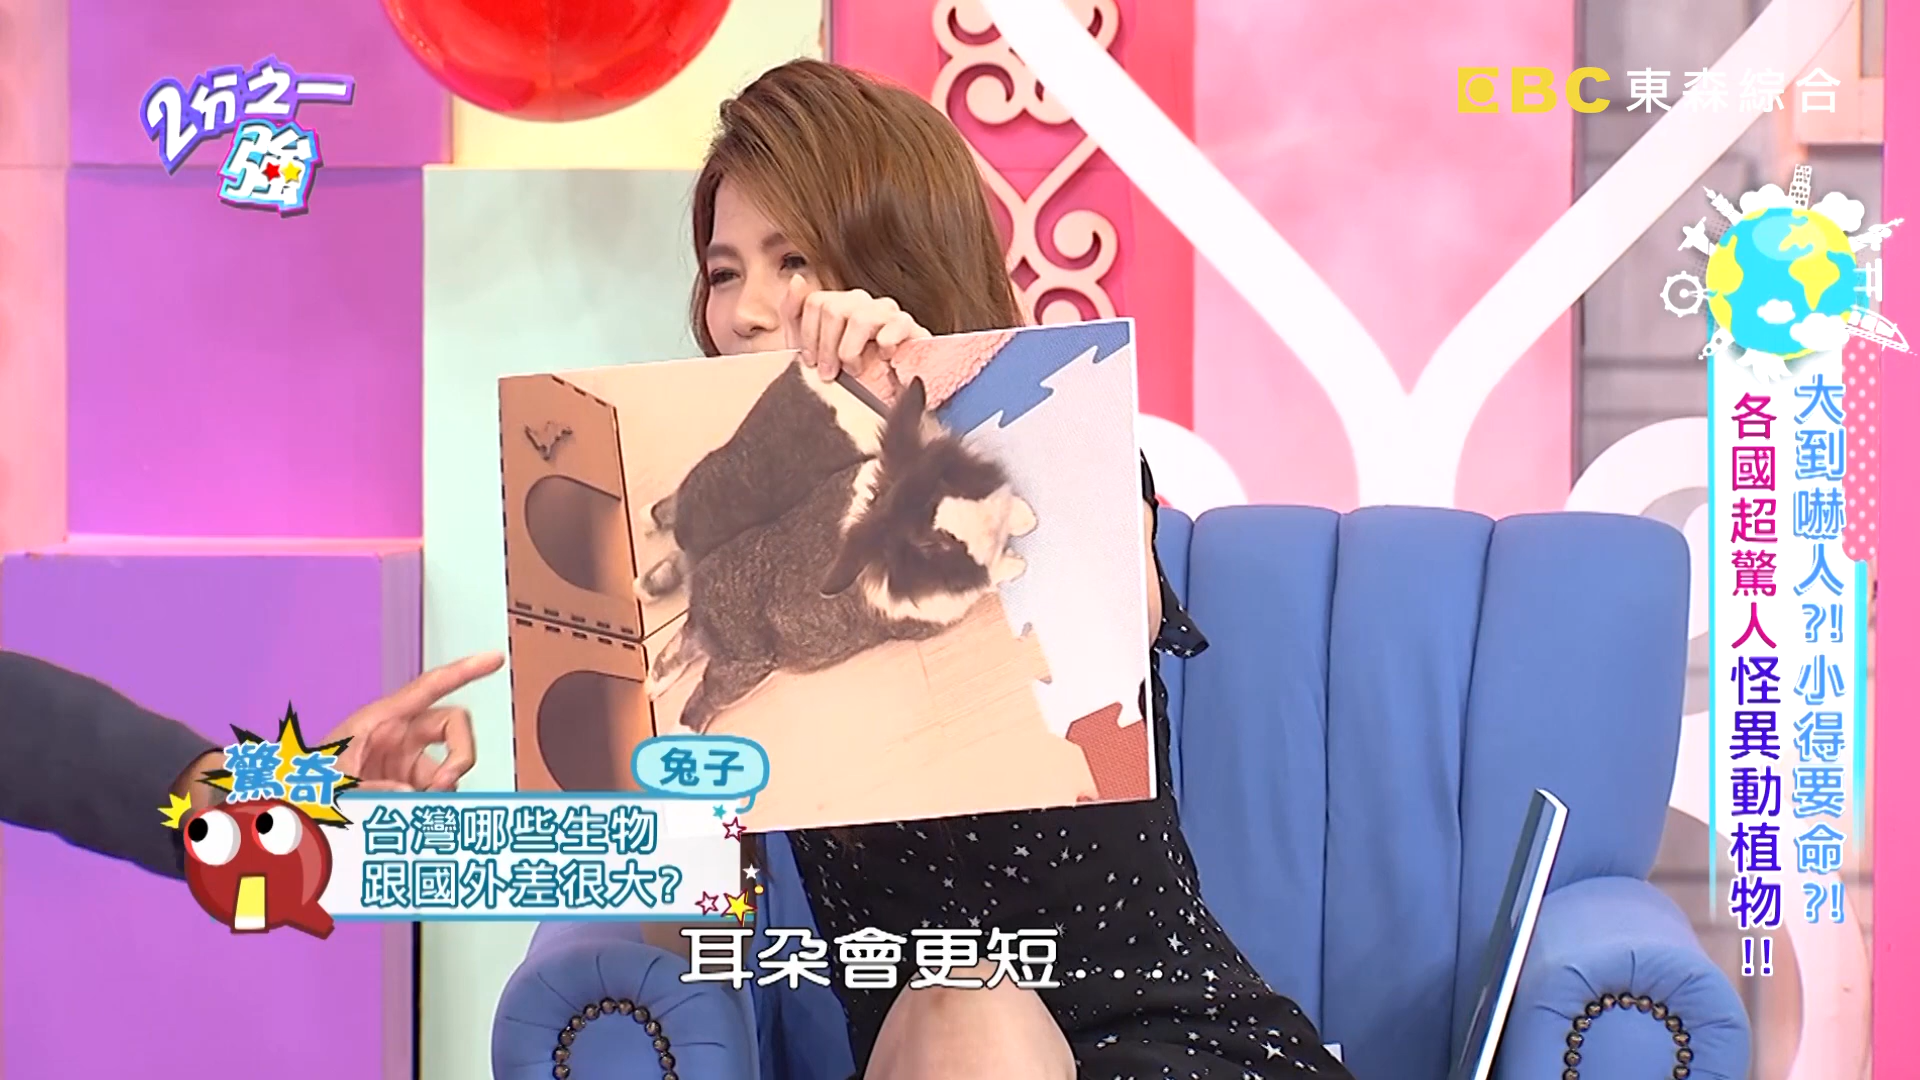 2分之一
強
EBC 東森綜合
大到嚇人?!小得要命?!
各國超驚人怪異動植物!!
驚奇
兔子
台灣哪些生物
跟國外差很大?
耳朵會更短...